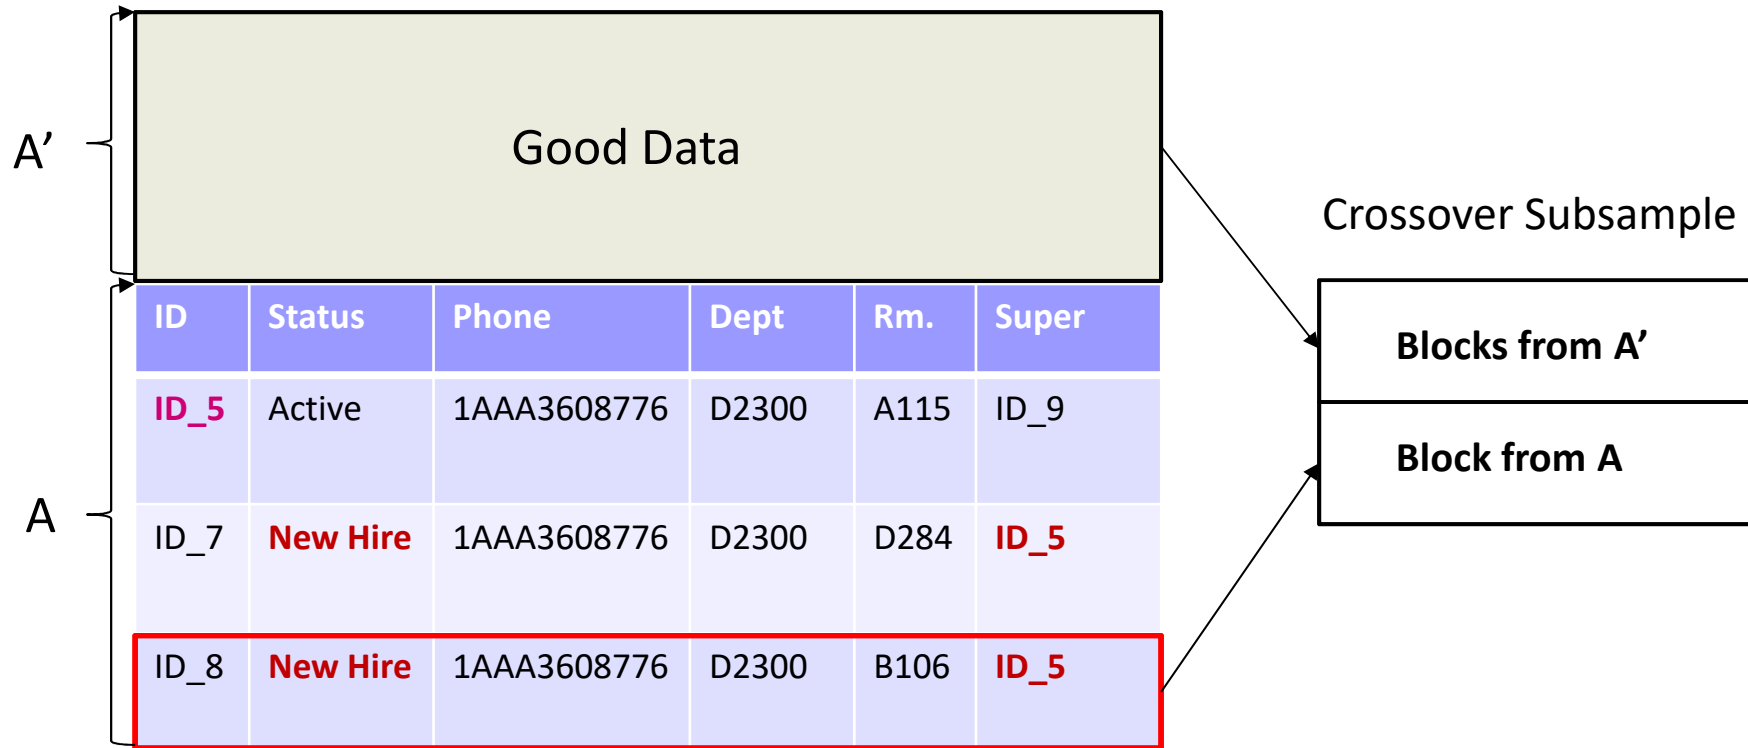 A’
Good Data
Crossover Subsample
Blocks from A’
Block from A
A
ID Status Phone Dept Rm. Super
ID_5 Active 1AAA3608776 D2300 A115 ID_9
ID_7 New Hire 1AAA3608776 D2300 D284 ID_5
ID_8 New Hire 1AAA3608776 D2300 B106 ID_5